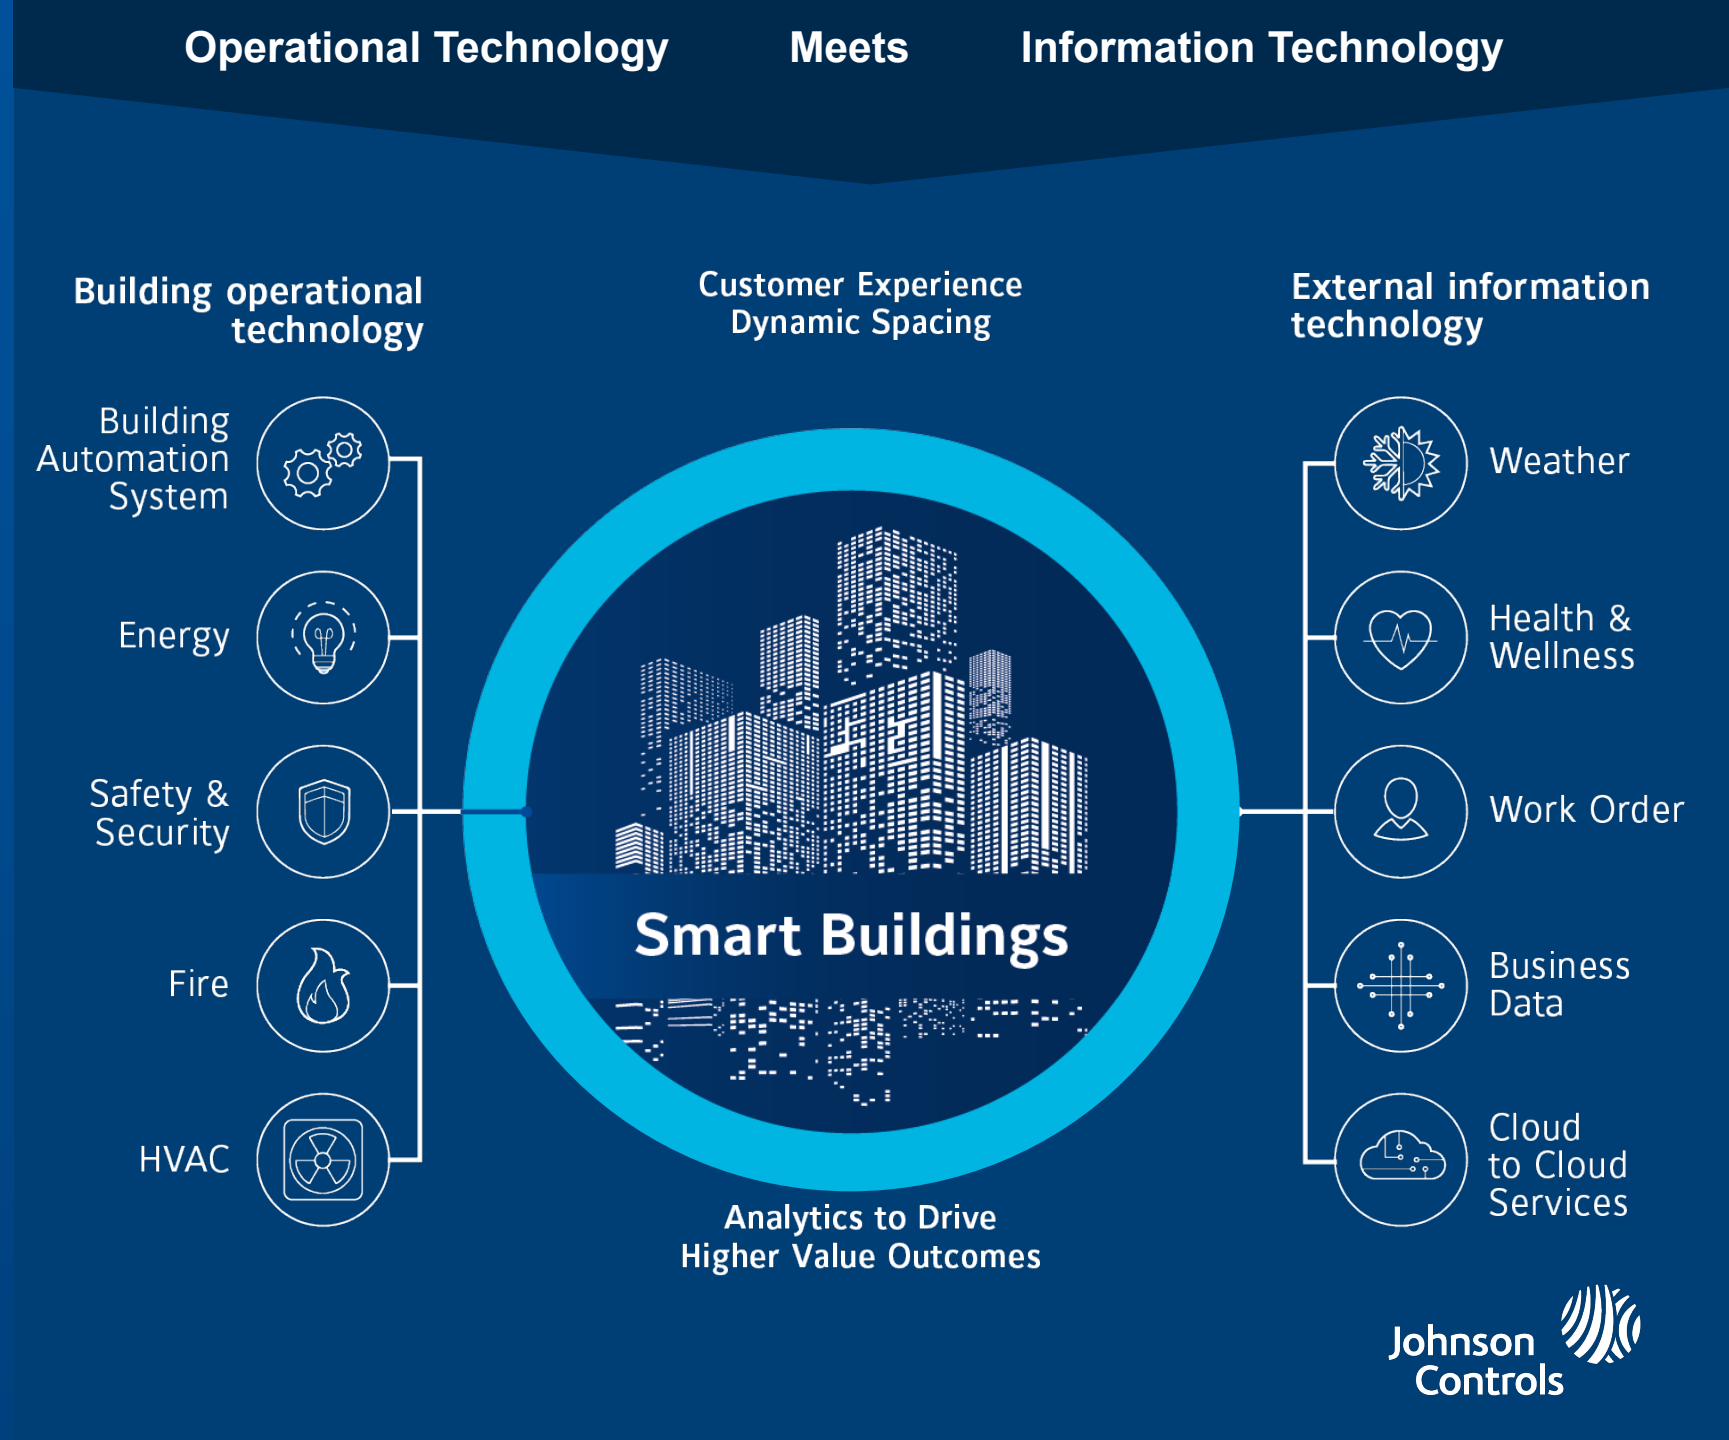 Operational Technology Meets Information Technology
Building operational
technology
Building
Automation
System
Energy
Safety &
Security
Fire
HVAC
Customer Experience
Dynamic Spacing
Smart Buildings
Analytics to Drive
Higher Value Outcomes
External information
technology
Weather
Health &
Wellness
Work Order
Business
Data
Cloud
to Cloud
Services
Johnson
Controls